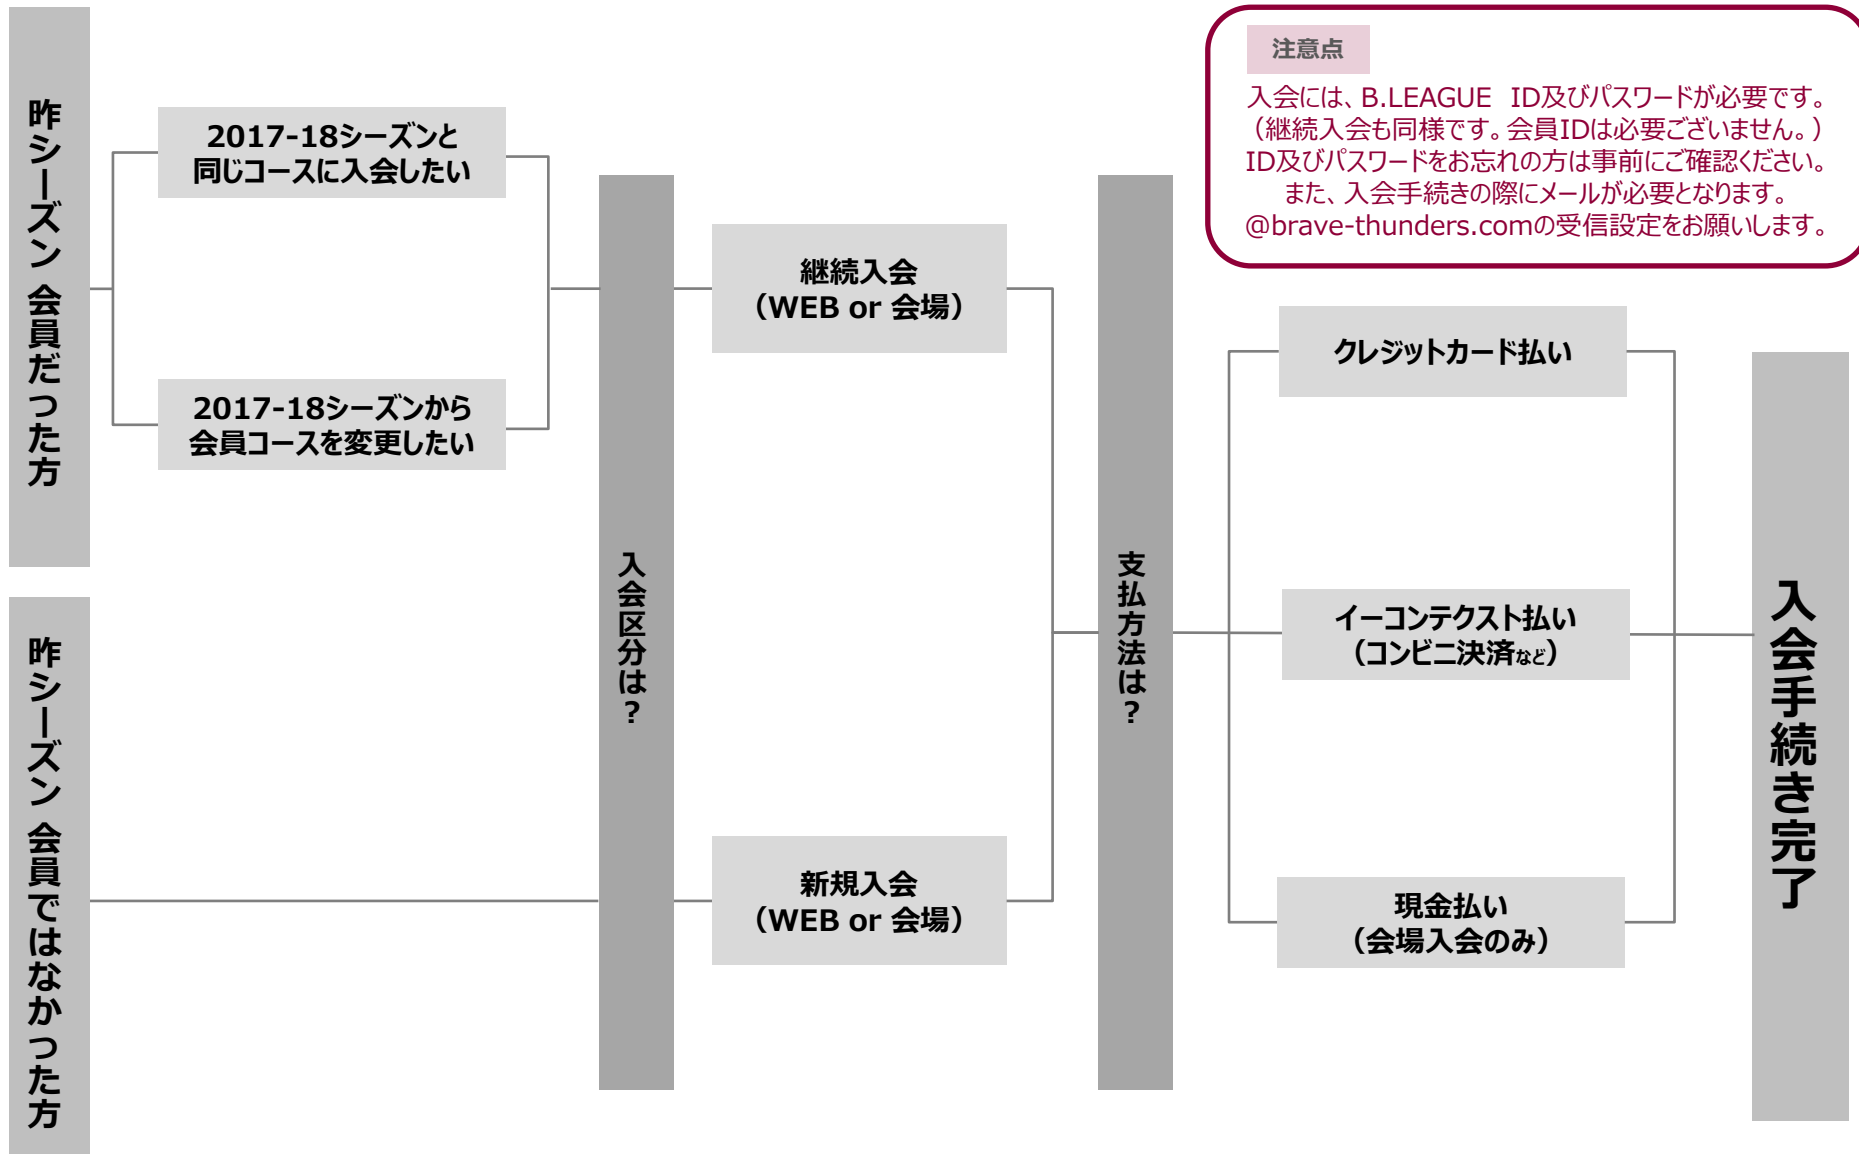 昨シーズン 会員だった方
2017-18シーズンと
同じコースに入会したい
2017-18シーズンから
会員コースを変更したい
昨シーズン 会員ではなかった方
入会区分は？
継続入会
（WEB or 会場）
新規入会
（WEB or 会場）
支払方法は？
注意点
入会には、B.LEAGUE　ID及びパスワードが必要です。
（継続入会も同様です。会員IDは必要ございません。）
ID及びパスワードをお忘れの方は事前にご確認ください。
また、入会手続きの際にメールが必要となります。
@brave-thunders.comの受信設定をお願いします。
クレジットカード払い
イーコンテクスト払い
（コンビニ決済など）
現金払い
（会場入会のみ）
入会手続き完了